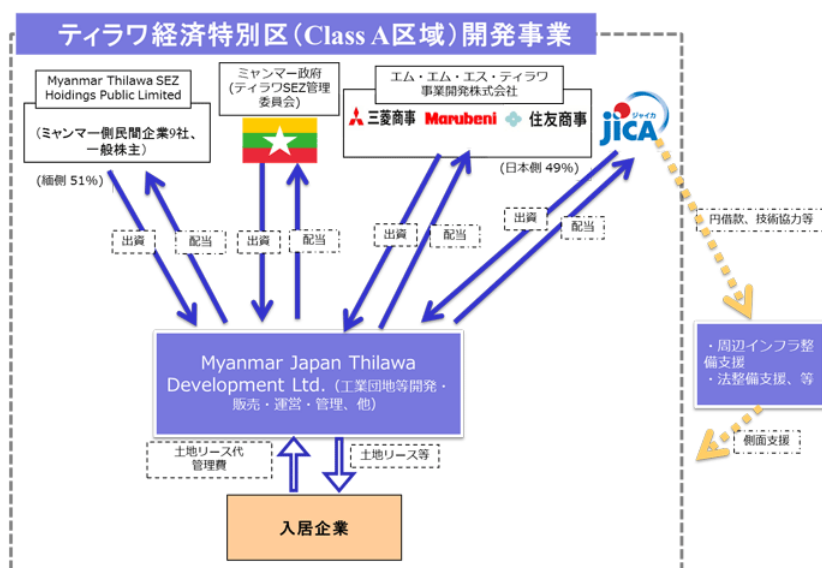 ティラワ経済特別区(Class A区域)開発事業
Myanmar Thilawa SEZ
Holdings Public Limited
(ミャンマー側民間企業9社、
一般株主)
(緬側 51%)
ミャンマー政府
(ティラワSEZ管理
委員会)
エム・エム・エス・ティラワ
事業開発株式会社
三菱商事 Marubeni 住友商事
(日本側 49%)
ジャイカ
jICA
出資
配当
出資
配当
出資
配当
出資
配当
円借款、技術協力等
Myanmar Japan Thilawa
Development Ltd. (工業団地等開発・
販売・運営・管理、他)
・周辺インフラ整
備支援
・法整備支援、等
側面支援
土地リース代
管理費
土地リース等
入居企業